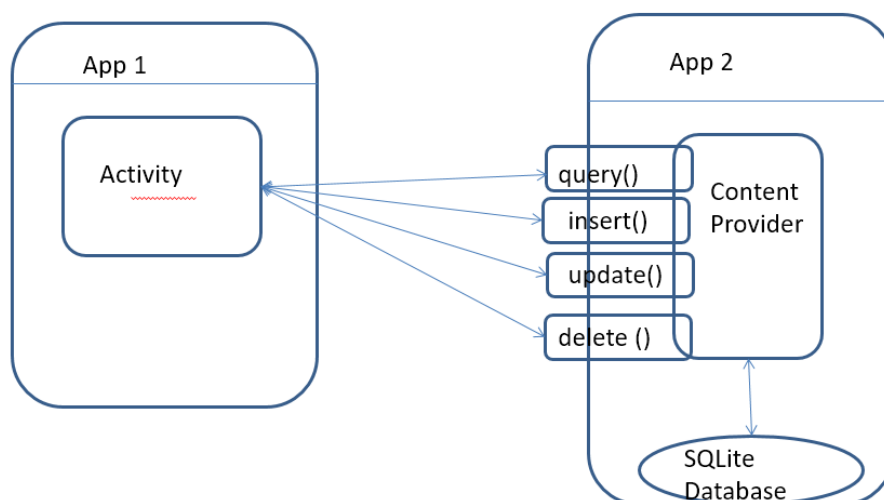 App 1
Activity
App 2
query()
insert()
update()
delete ()
Content
Provider
SQLite
Database